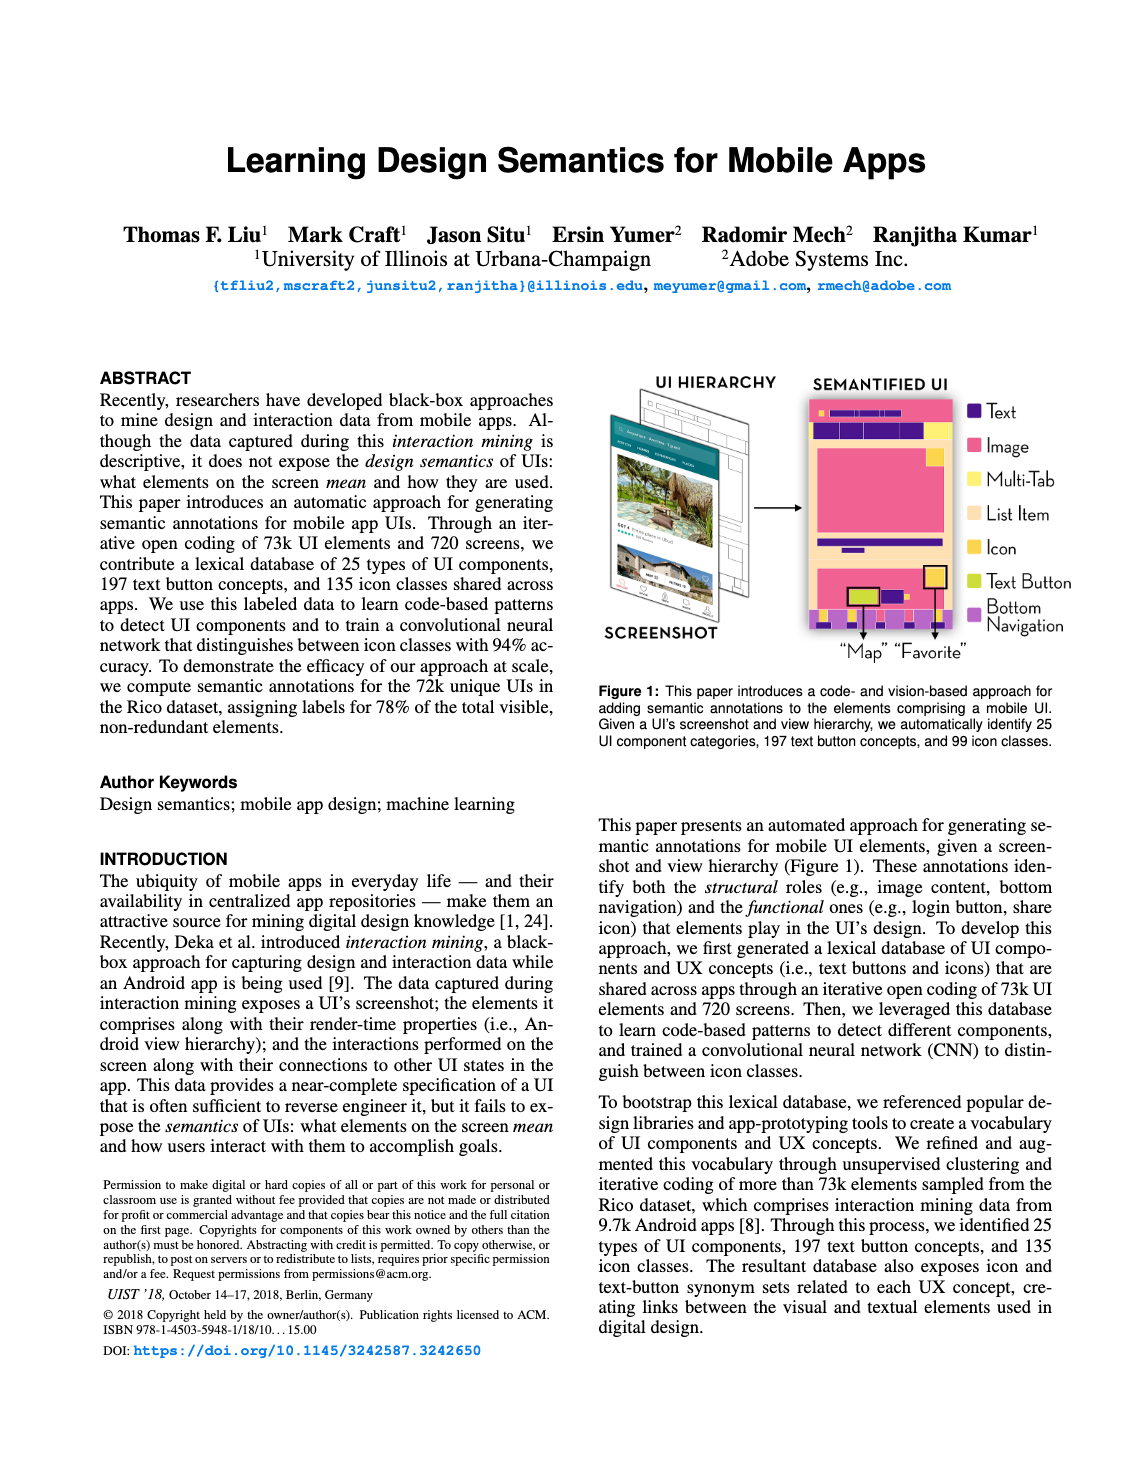 Learning Design Semantics for Mobile Apps
Thomas F. Liu¹ Mark Craft¹ Jason Situ¹ Ersin Yumer² Radomir Mech² Ranjitha Kumar¹
¹University of Illinois at Urbana-Champaign ²Adobe Systems Inc.
{tfliu2,mscraft2,junsitu2,ranjitha}@illinois.edu, meyumer@gmail.com, rmech@adobe.com
ABSTRACT
Recently, researchers have developed black-box approaches
to mine design and interaction data from mobile apps. Al-
though the data captured during this interaction mining is
descriptive, it does not expose the design semantics of UIs:
what elements on the screen mean and how they are used.
This paper introduces an automatic approach for generating
semantic annotations for mobile app UIs. Through an iter-
ative open coding of 73k UI elements and 720 screens, we
contribute a lexical database of 25 types of UI components,
197 text button concepts, and 135 icon classes shared across
apps. We use this labeled data to learn code-based patterns
to detect UI components and to train a convolutional neural
network that distinguishes between icon classes with 94% ac-
curacy. To demonstrate the efficacy of our approach at scale,
we compute semantic annotations for the 72k unique UIs in
the Rico dataset, assigning labels for 78% of the total visible,
non-redundant elements.
Author Keywords
Design semantics; mobile app design; machine learning
INTRODUCTION
The ubiquity of mobile apps in everyday life — and their
availability in centralized app repositories — make them an
attractive source for mining digital design knowledge [1, 24].
Recently, Deka et al. introduced interaction mining, a black-
box approach for capturing design and interaction data while
an Android app is being used [9]. The data captured during
interaction mining exposes a UI's screenshot; the elements it
comprises along with their render-time properties (i.e., An-
droid view hierarchy); and the interactions performed on the
screen along with their connections to other UI states in the
app. This data provides a near-complete specification of a UI
that is often sufficient to reverse engineer it, but it fails to ex-
pose the semantics of UIs: what elements on the screen mean
and how users interact with them to accomplish goals.
Permission to make digital or hard copies of all or part of this work for personal or
classroom use is granted without fee provided that copies are not made or distributed
for profit or commercial advantage and that copies bear this notice and the full citation
on the first page. Copyrights for components of this work owned by others than the
author(s) must be honored. Abstracting with credit is permitted. To copy otherwise, or
republish, to post on servers or to redistribute to lists, requires prior specific permission
and/or a fee. Request permissions from permissions@acm.org.
UIST '18, October 14–17, 2018, Berlin, Germany
© 2018 Copyright held by the owner/author(s). Publication rights licensed to ACM.
ISBN 978-1-4503-5948-1/18/10...15.00
DOI: https://doi.org/10.1145/3242587.3242650
UI HIERARCHY
SEMANTIFIED UI
SCREENSHOT
Text
Image
Multi-Tab
List Item
Icon
Text Button
Bottom
Navigation
"Map" "Favorite"
Figure 1: This paper introduces a code- and vision-based approach for
adding semantic annotations to the elements comprising a mobile UI.
Given a UI's screenshot and view hierarchy, we automatically identify 25
UI component categories, 197 text button concepts, and 99 icon classes.
This paper presents an automated approach for generating se-
mantic annotations for mobile UI elements, given a screen-
shot and view hierarchy (Figure 1). These annotations iden-
tify both the structural roles (e.g., image content, bottom
navigation) and the functional ones (e.g., login button, share
icon) that elements play in the UI's design. To develop this
approach, we first generated a lexical database of UI compo-
nents and UX concepts (i.e., text buttons and icons) that are
shared across apps through an iterative open coding of 73k UI
elements and 720 screens. Then, we leveraged this database
to learn code-based patterns to detect different components,
and trained a convolutional neural network (CNN) to distin-
guish between icon classes.
To bootstrap this lexical database, we referenced popular de-
sign libraries and app-prototyping tools to create a vocabulary
of UI components and UX concepts. We refined and aug-
mented this vocabulary through unsupervised clustering and
iterative coding of more than 73k elements sampled from the
Rico dataset, which comprises interaction mining data from
9.7k Android apps [8]. Through this process, we identified 25
types of UI components, 197 text button concepts, and 135
icon classes. The resultant database also exposes icon and
text-button synonym sets related to each UX concept, cre-
ating links between the visual and textual elements used in
digital design.